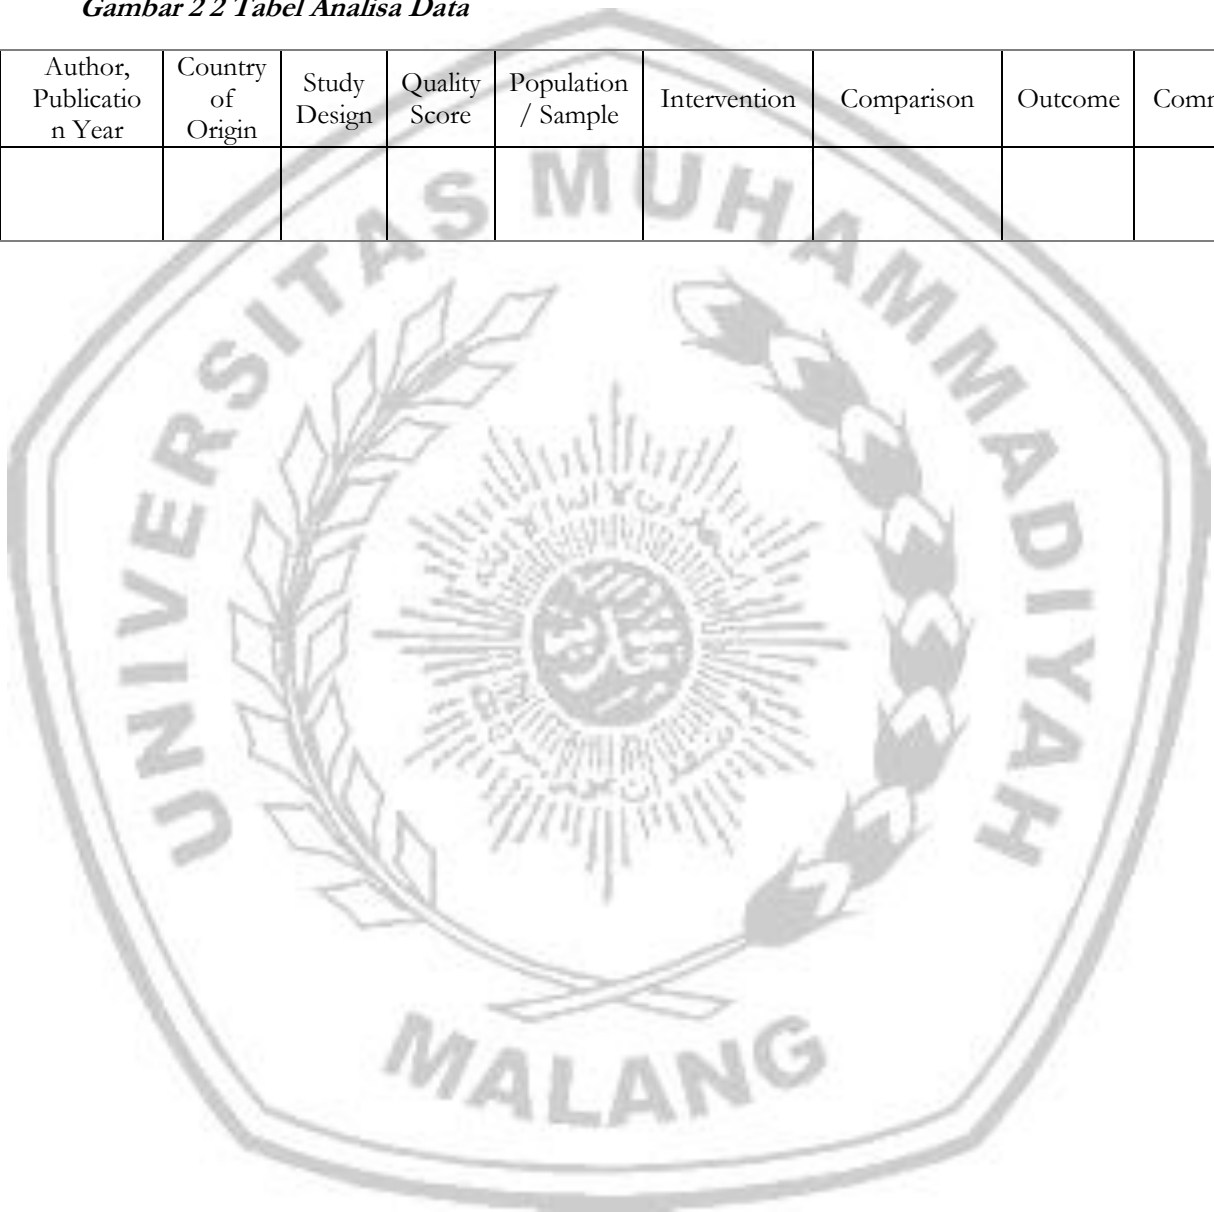 Gambar 2 2 Tabel Analisa Data
Author, Publicatio n Year
Country of Origin
Study Design
Quality Score
Population / Sample
Intervention
Comparison
Outcome
UNIVERSITAS MUHAMMADIYAH
MALANG